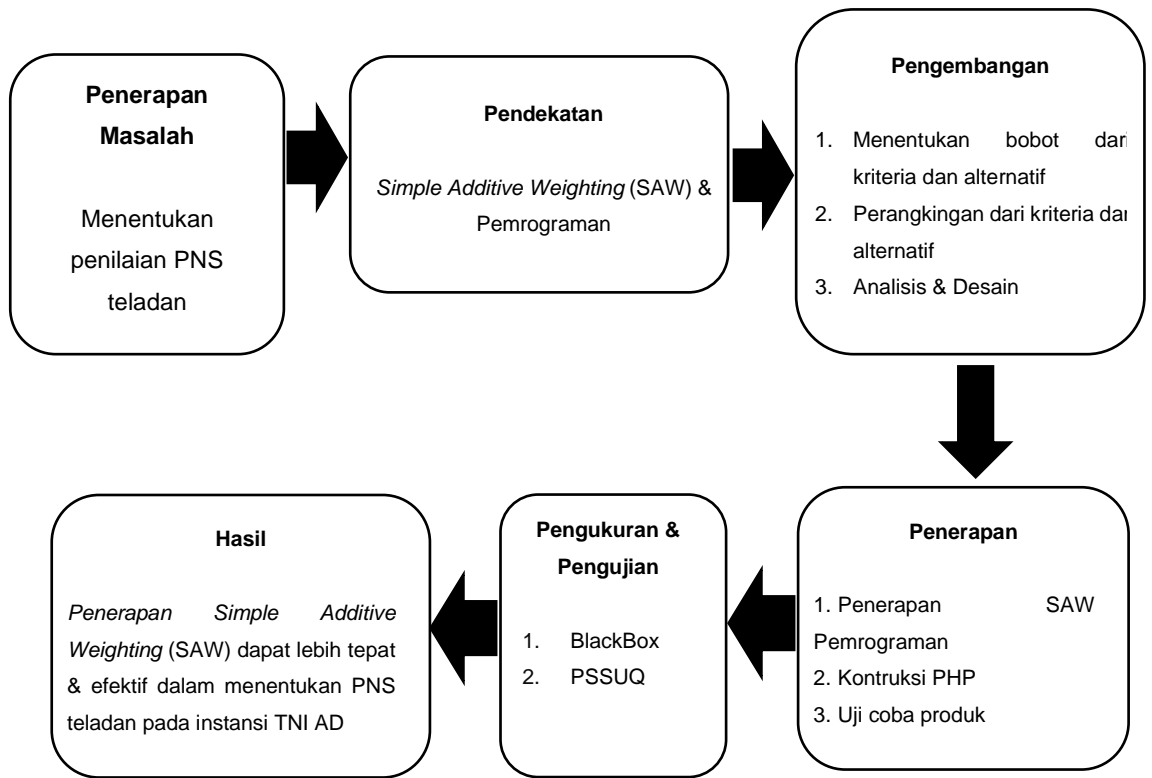 Penerapan
Masalah
Menentukan
penilaian PNS
teladan
Pendekatan
Simple Additive Weighting (SAW) &
Pemrograman
Pengembangan
1. Menentukan bobot dari
kriteria dan alternatif
2. Perangkingan dari kriteria dan
alternatif
3. Analisis & Desain
Penerapan
1. Penerapan SAW
Pemrograman
2. Kontruksi PHP
3. Uji coba produk
Pengukuran &
Pengujian
1. BlackBox
2. PSSUQ
Hasil
Penerapan Simple Additive
Weighting (SAW) dapat lebih tepat
& efektif dalam menentukan PNS
teladan pada instansi TNI AD